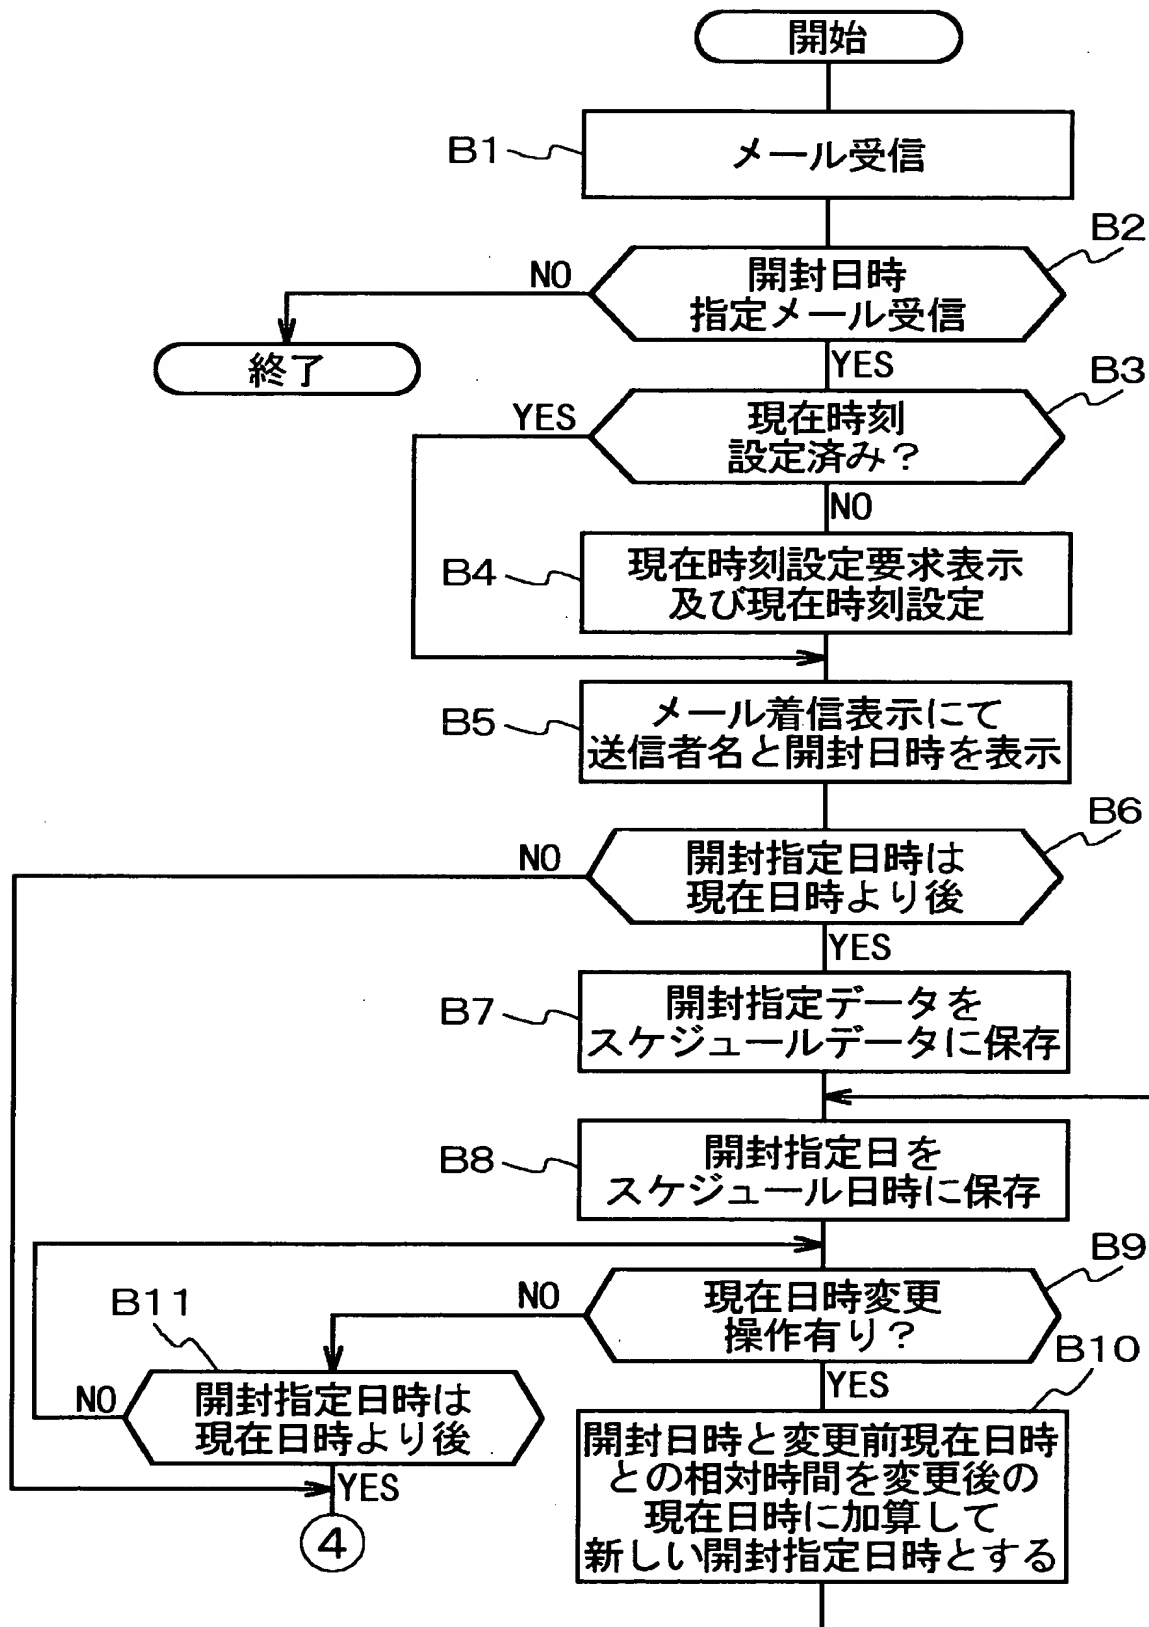 開始
B1
メール受信
B2
NO
開封日時
指定メール受信
終了
YES
B3
YES
現在時刻
設定済み?
NO
B4
現在時刻設定要求表示
及び現在時刻設定
B5
メール着信表示にて
送信者名と開封日時を表示
B6
NO
開封指定日時は
現在日時より後
YES
B7
開封指定データを
スケジュールデータに保存
B8
開封指定日を
スケジュール日時に保存
B9
NO
現在日時変更
操作有り?
B11
B10
YES
NO
開封指定日時は
現在日時より後
YES
④
開封日時と変更前現在日時
との相対時間を変更後の
現在日時に加算して
新しい開封指定日時とする